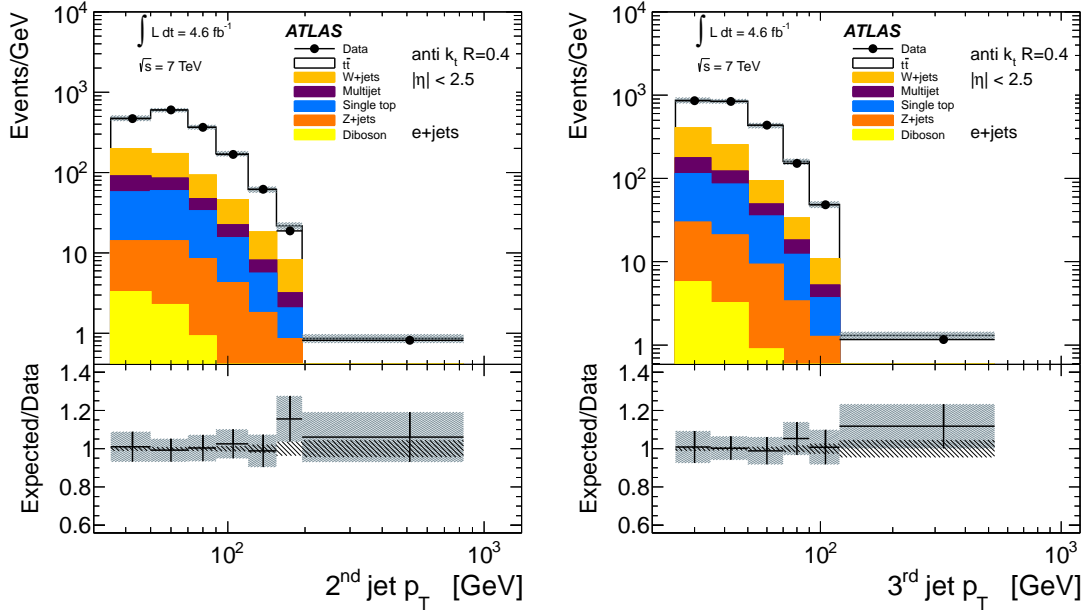 Events/GeV
10⁴
10³
10²
10
1
∫ L dt = 4.6 fb⁻¹
√s = 7 TeV
ATLAS
Data
tt̄
W+jets
Multijet
Single top
Z+jets
Diboson
anti kₜ R=0.4
|η| < 2.5
e+jets
Expected/Data
1.4
1.2
1.0
0.8
0.6
10²
10³
2ⁿᵈ jet p_T [GeV]
Events/GeV
10⁴
10³
10²
10
1
∫ L dt = 4.6 fb⁻¹
√s = 7 TeV
ATLAS
Data
tt̄
W+jets
Multijet
Single top
Z+jets
Diboson
anti kₜ R=0.4
|η| < 2.5
e+jets
Expected/Data
1.4
1.2
1.0
0.8
0.6
10²
10³
3ʳᵈ jet p_T [GeV]